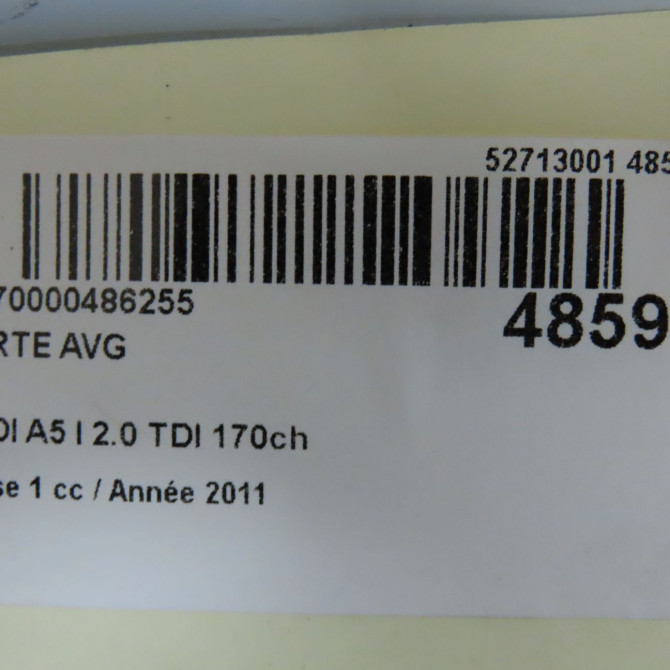 52713001 485
70000486255
4859
RTE AVG
DI A5 I 2.0 TDI 170ch
se 1 cc / Année 2011